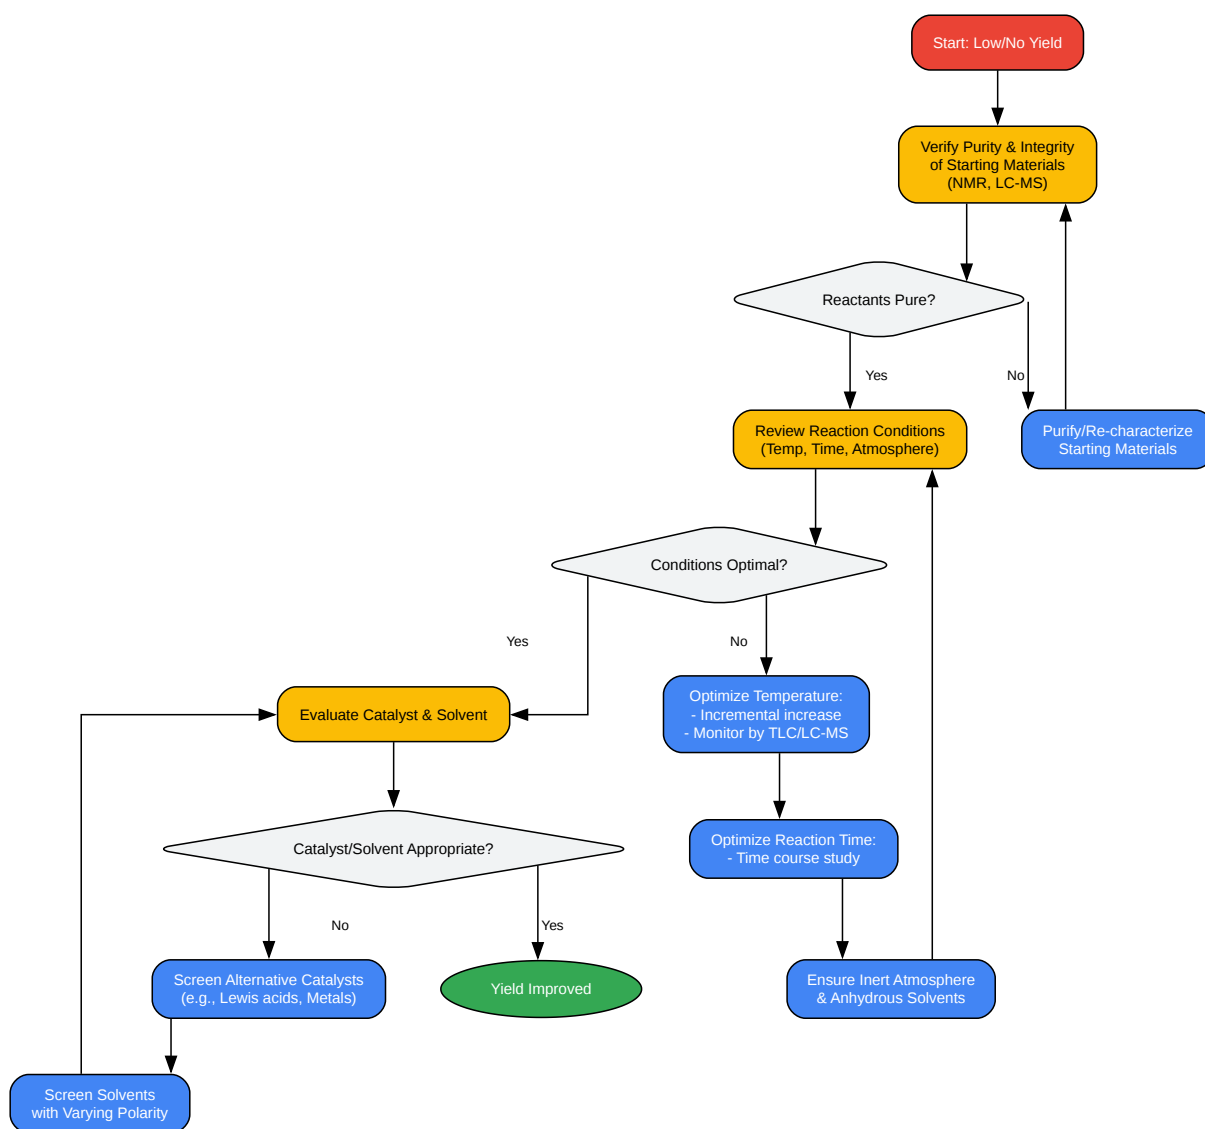 Start: Low/No Yield
Verify Purity & Integrity
of Starting Materials
(NMR, LC-MS)
Reactants Pure?
Yes
No
Review Reaction Conditions
(Temp, Time, Atmosphere)
Purify/Re-characterize
Starting Materials
Conditions Optimal?
Yes
No
Evaluate Catalyst & Solvent
Optimize Temperature:
- Incremental increase
- Monitor by TLC/LC-MS
Catalyst/Solvent Appropriate?
Optimize Reaction Time:
- Time course study
No
Yes
Screen Alternative Catalysts
(e.g., Lewis acids, Metals)
Yield Improved
Ensure Inert Atmosphere
& Anhydrous Solvents
Screen Solvents
with Varying Polarity